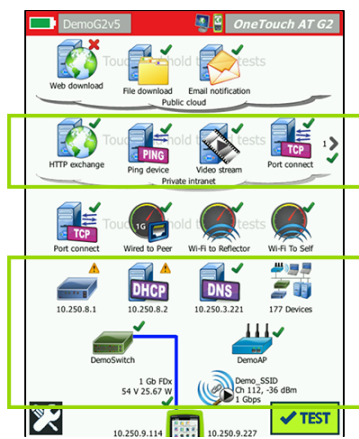 DemoG2v5
OneTouch AT G2
Web download
File download
Email notification
Public cloud
HTTP exchange
PING
Ping device
Video stream
TCP
Port connect
1
Private intranet
TCP
Port connect
1G
Wired to Peer
Wi-Fi to Reflector
Wi-Fi To Self
10.250.8.1
DHCP
10.250.8.2
DNS
10.250.3.221
177 Devices
DemoSwitch
DemoAP
1 Gb FDx
54 V 25.67 W
Demo_SSID
Ch 112, -36 dBm
1 Gbps
TEST
10.250.9.114
10.250.9.227